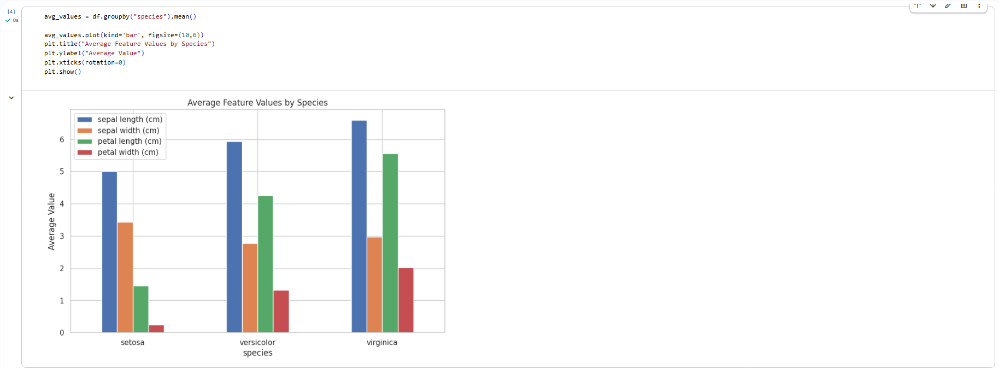 [4]
0s
avg_values = df.groupby("species").mean()
avg_values.plot(kind='bar', figsize=(10,6))
plt.title("Average Feature Values by Species")
plt.ylabel("Average Value")
plt.xticks(rotation=0)
plt.show()
Average Feature Values by Species
sepal length (cm)
sepal width (cm)
petal length (cm)
petal width (cm)
6
5
4
3
2
1
0
Average Value
setosa versicolor virginica
species